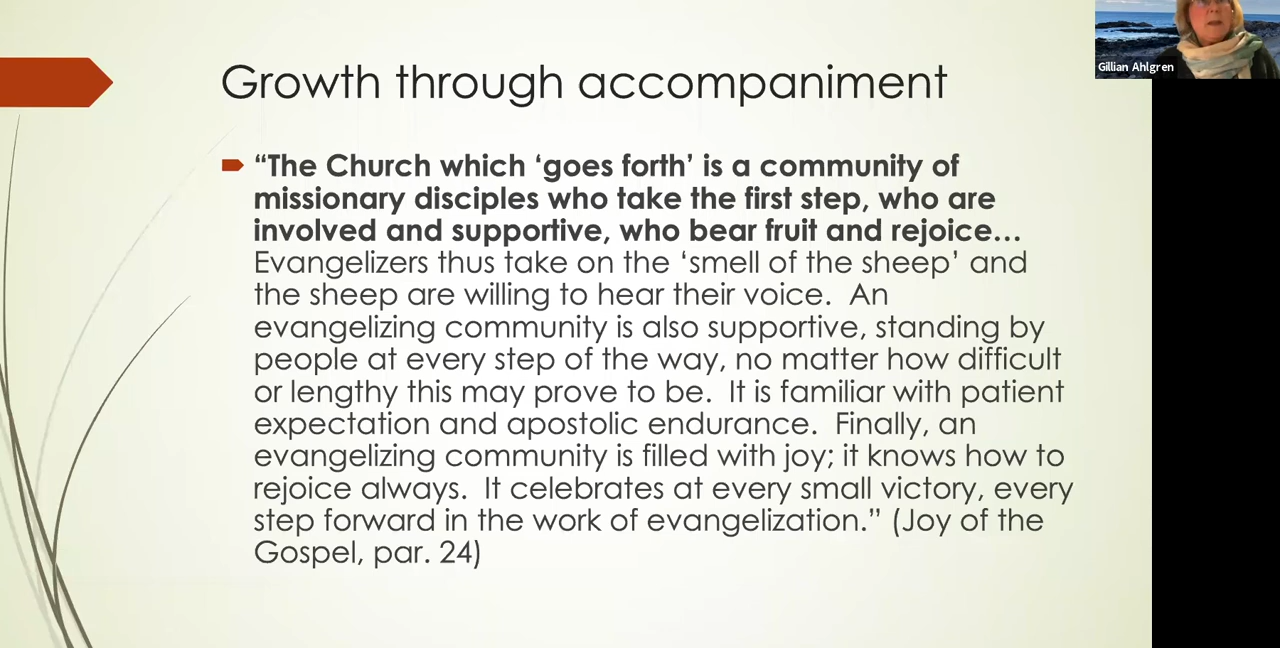 Growth through accompaniment
“The Church which ‘goes forth’ is a community of
missionary disciples who take the first step, who are
involved and supportive, who bear fruit and rejoice…
Evangelizers thus take on the ‘smell of the sheep’ and
the sheep are willing to hear their voice.  An
evangelizing community is also supportive, standing by
people at every step of the way, no matter how difficult
or lengthy this may prove to be.  It is familiar with patient
expectation and apostolic endurance.  Finally, an
evangelizing community is filled with joy; it knows how to
rejoice always.  It celebrates at every small victory, every
step forward in the work of evangelization.” (Joy of the
Gospel, par. 24)
Gillian Ahlgren